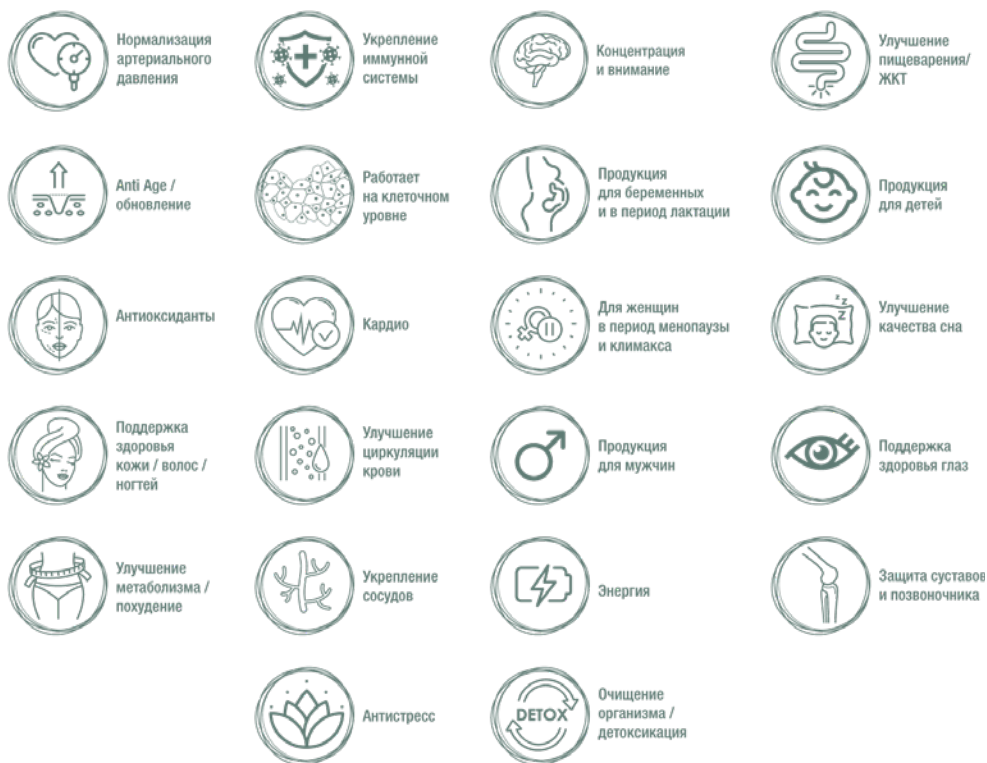 Нормализация
артериального
давления
Укрепление
иммунной
системы
Концентрация
и внимание
Улучшение
пищеварения/
ЖКТ
Anti Age /
обновление
Работает
на клеточном
уровне
Продукция
для беременных
и в период лактации
Продукция
для детей
Антиоксиданты
Кардио
Для женщин
в период менопаузы
и климакса
Улучшение
качества сна
Поддержка
здоровья
кожи / волос /
ногтей
Улучшение
циркуляции
крови
Продукция
для мужчин
Поддержка
здоровья глаз
Улучшение
метаболизма /
похудение
Укрепление
сосудов
Энергия
Защита суставов
и позвоночника
Антистресс
DETOX
Очищение
организма /
детоксикация